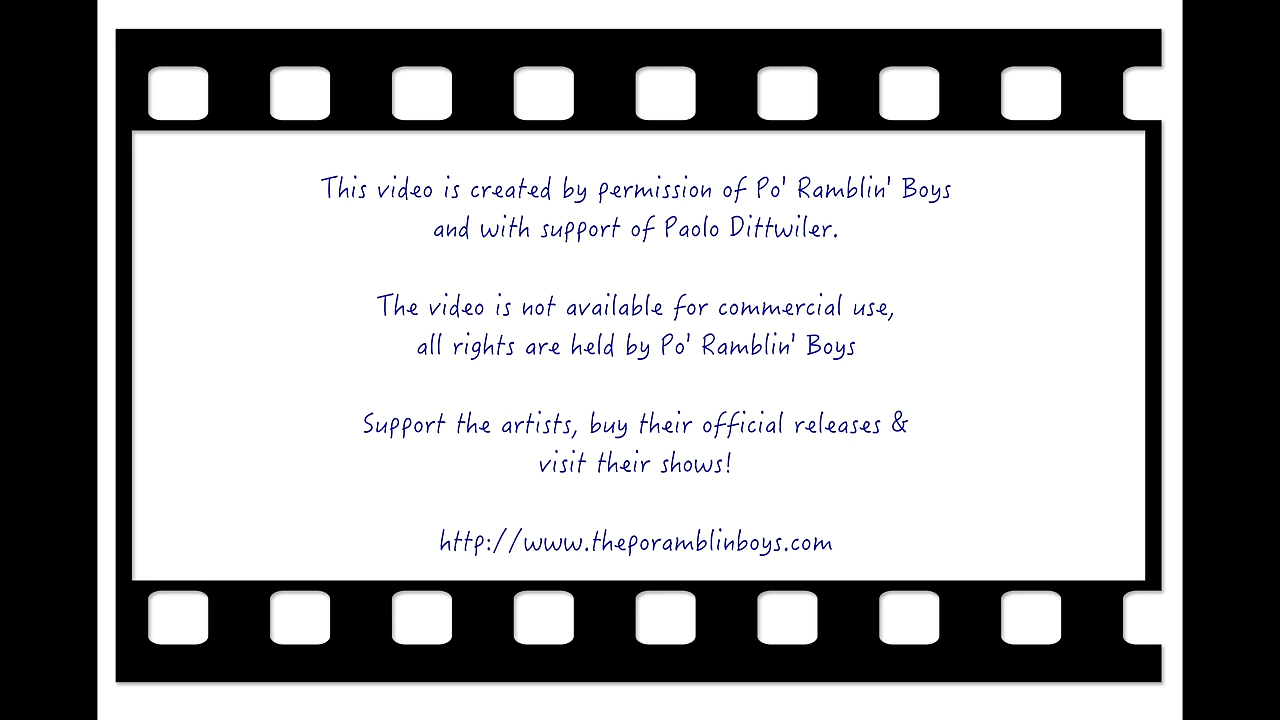 This video is created by permission of Po' Ramblin' Boys
and with support of Paolo Dittwiler.
The video is not available for commercial use,
all rights are held by Po' Ramblin' Boys
Support the artists, buy their official releases &
visit their shows!
http://www.theporamblinboys.com